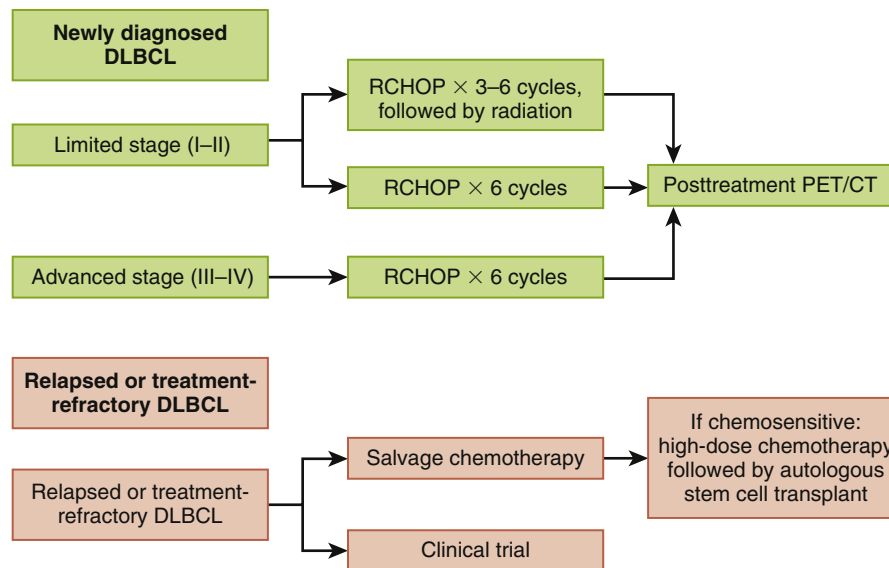 Newly diagnosed
DLBCL
Limited stage (I–II)
RCHOP × 3–6 cycles,
followed by radiation
RCHOP × 6 cycles
Posttreatment PET/CT
Advanced stage (III–IV)
RCHOP × 6 cycles
Relapsed or treatment-
refractory DLBCL
Relapsed or treatment-
refractory DLBCL
Salvage chemotherapy
If chemosensitive:
high-dose chemotherapy
followed by autologous
stem cell transplant
Clinical trial